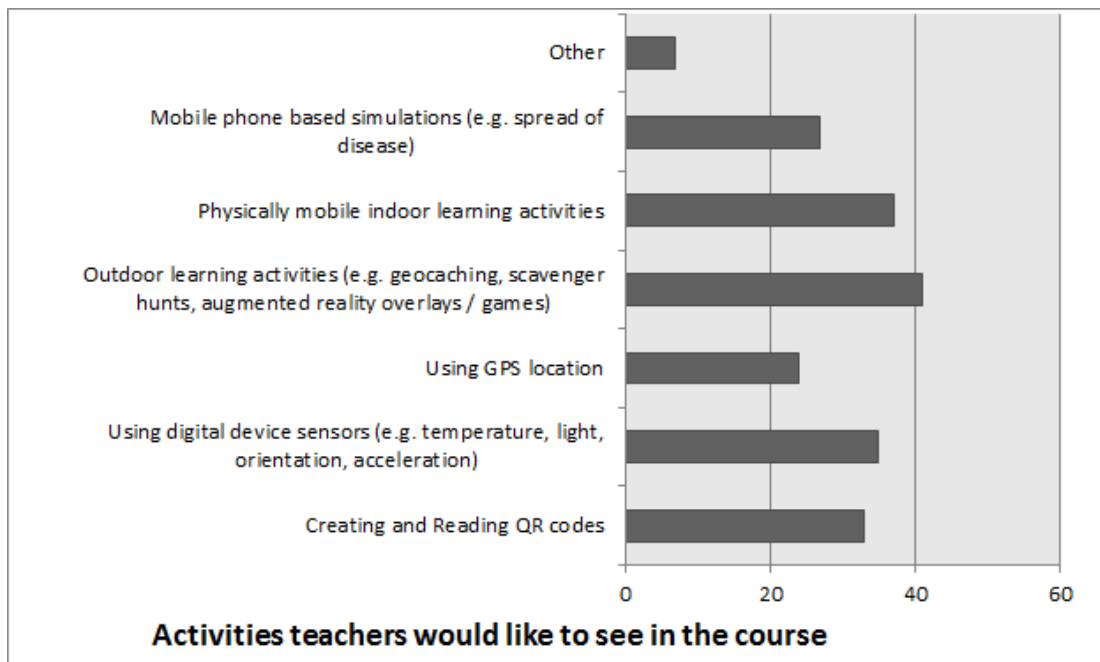 Other
Mobile phone based simulations (e.g. spread of
disease)
Physically mobile indoor learning activities
Outdoor learning activities (e.g. geocaching, scavenger
hunts, augmented reality overlays / games)
Using GPS location
Using digital device sensors (e.g. temperature, light,
orientation, acceleration)
Creating and Reading QR codes
0 20 40 60
Activities teachers would like to see in the course